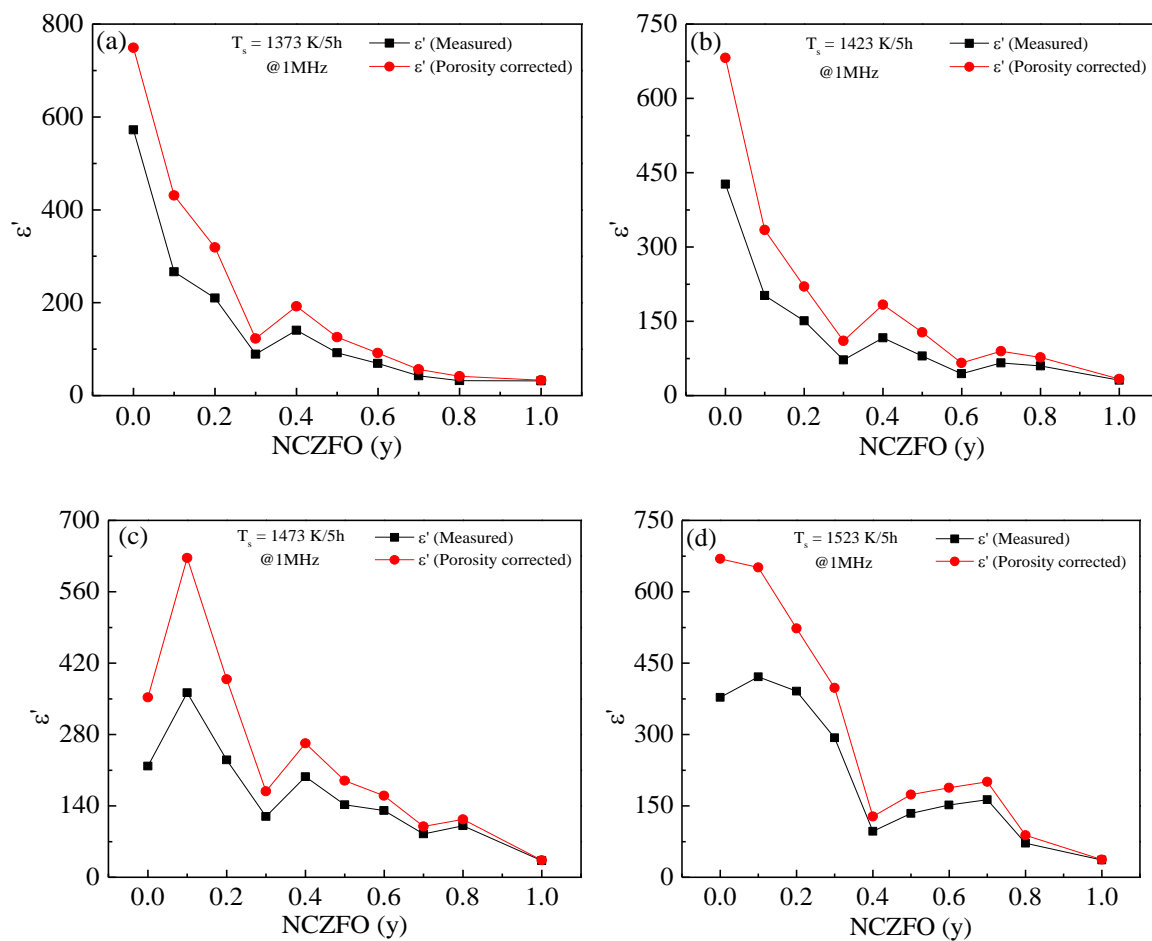 (a)
T_s = 1373 K/5h
@1MHz
ε' (Measured)
ε' (Porosity corrected)
800
600
400
200
0
ε'
0.0 0.2 0.4 0.6 0.8 1.0
NCZFO (y)
(b)
T_s = 1423 K/5h
@1MHz
ε' (Measured)
ε' (Porosity corrected)
750
600
450
300
150
0
ε'
0.0 0.2 0.4 0.6 0.8 1.0
NCZFO (y)
(c)
T_s = 1473 K/5h
@1MHz
ε' (Measured)
ε' (Porosity corrected)
700
560
420
280
140
0
ε'
0.0 0.2 0.4 0.6 0.8 1.0
NCZFO (y)
(d)
T_s = 1523 K/5h
@1MHz
ε' (Measured)
ε' (Porosity corrected)
750
600
450
300
150
0
ε'
0.0 0.2 0.4 0.6 0.8 1.0
NCZFO (y)